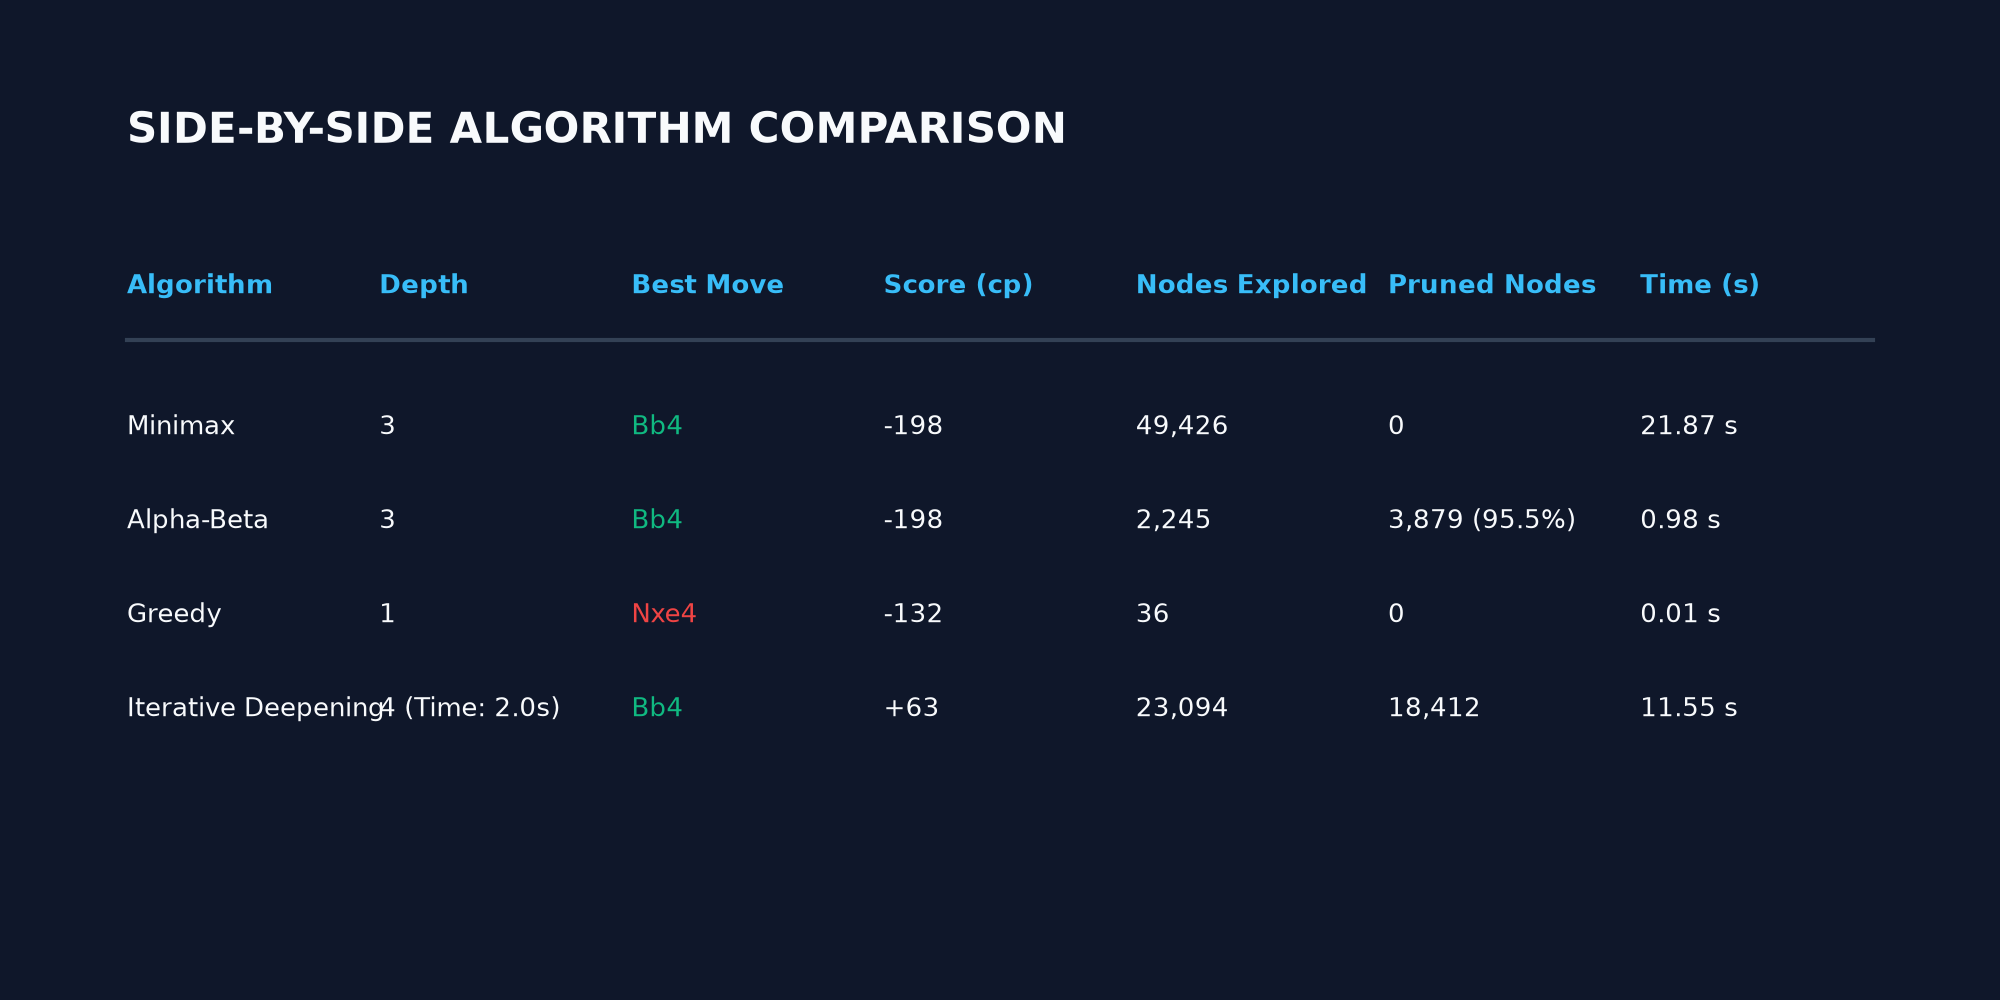 SIDE-BY-SIDE ALGORITHM COMPARISON
Algorithm Depth Best Move Score (cp) Nodes Explored Pruned Nodes Time (s)
Minimax 3 Bb4 -198 49,426 0 21.87 s
Alpha-Beta 3 Bb4 -198 2,245 3,879 (95.5%) 0.98 s
Greedy 1 Nxe4 -132 36 0 0.01 s
Iterative Deepening 4 (Time: 2.0s) Bb4 +63 23,094 18,412 11.55 s